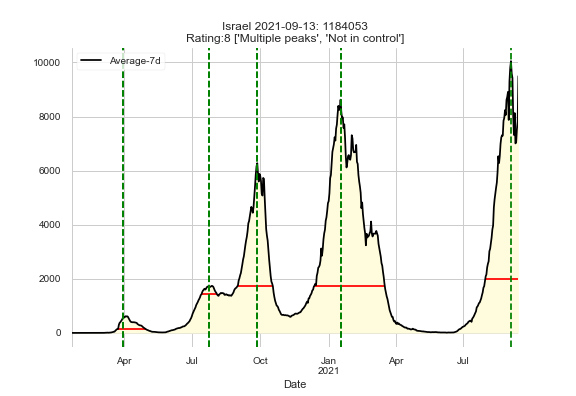 Israel 2021-09-13: 1184053
Rating:8 ['Multiple peaks', 'Not in control']
Average-7d
10000
8000
6000
4000
2000
0
Apr
Jul
Oct
Jan
2021
Apr
Jul
Date